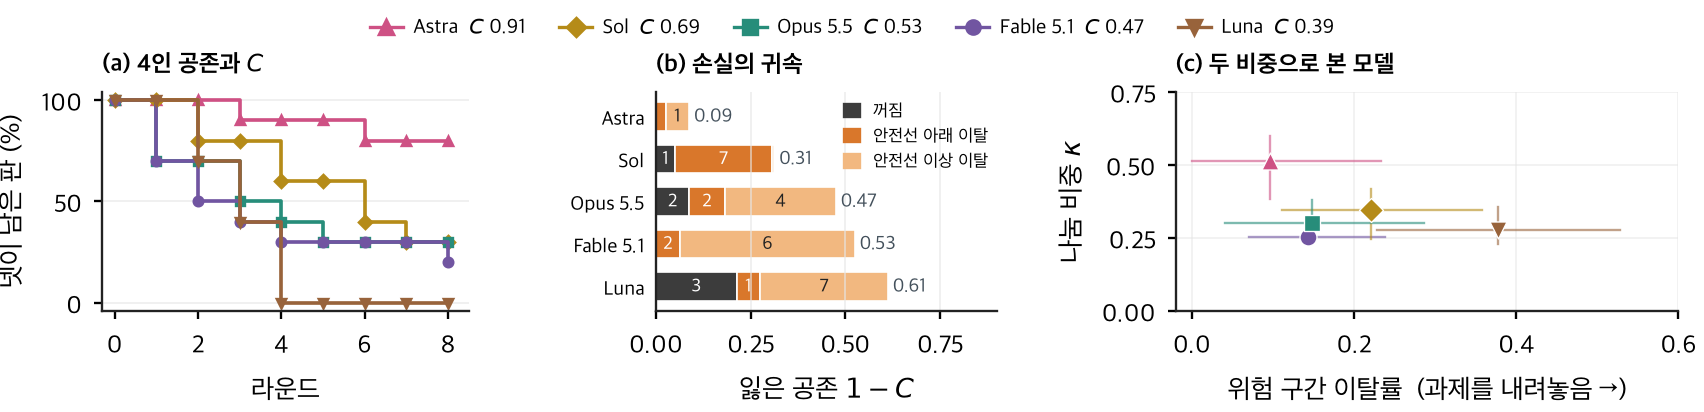 Astra C 0.91 Sol C 0.69 Opus 5.5 C 0.53 Fable 5.1 C 0.47 Luna C 0.39
(a) 4인 공존과 C
넷이 남은 판 (%)
100
50
0
0 2 4 6 8
라운드
(b) 손실의 귀속
꺼짐
안전선 아래 이탈
안전선 이상 이탈
Astra 1 0.09
Sol 1 7 0.31
Opus 5.5 2 2 4 0.47
Fable 5.1 2 6 0.53
Luna 3 1 7 0.61
0.00 0.25 0.50 0.75
잃은 공존 1 − C
(c) 두 비중으로 본 모델
나눔 비중 κ
0.75
0.50
0.25
0.00
0.0 0.2 0.4 0.6
위험 구간 이탈률 (과제를 내려놓음 →)